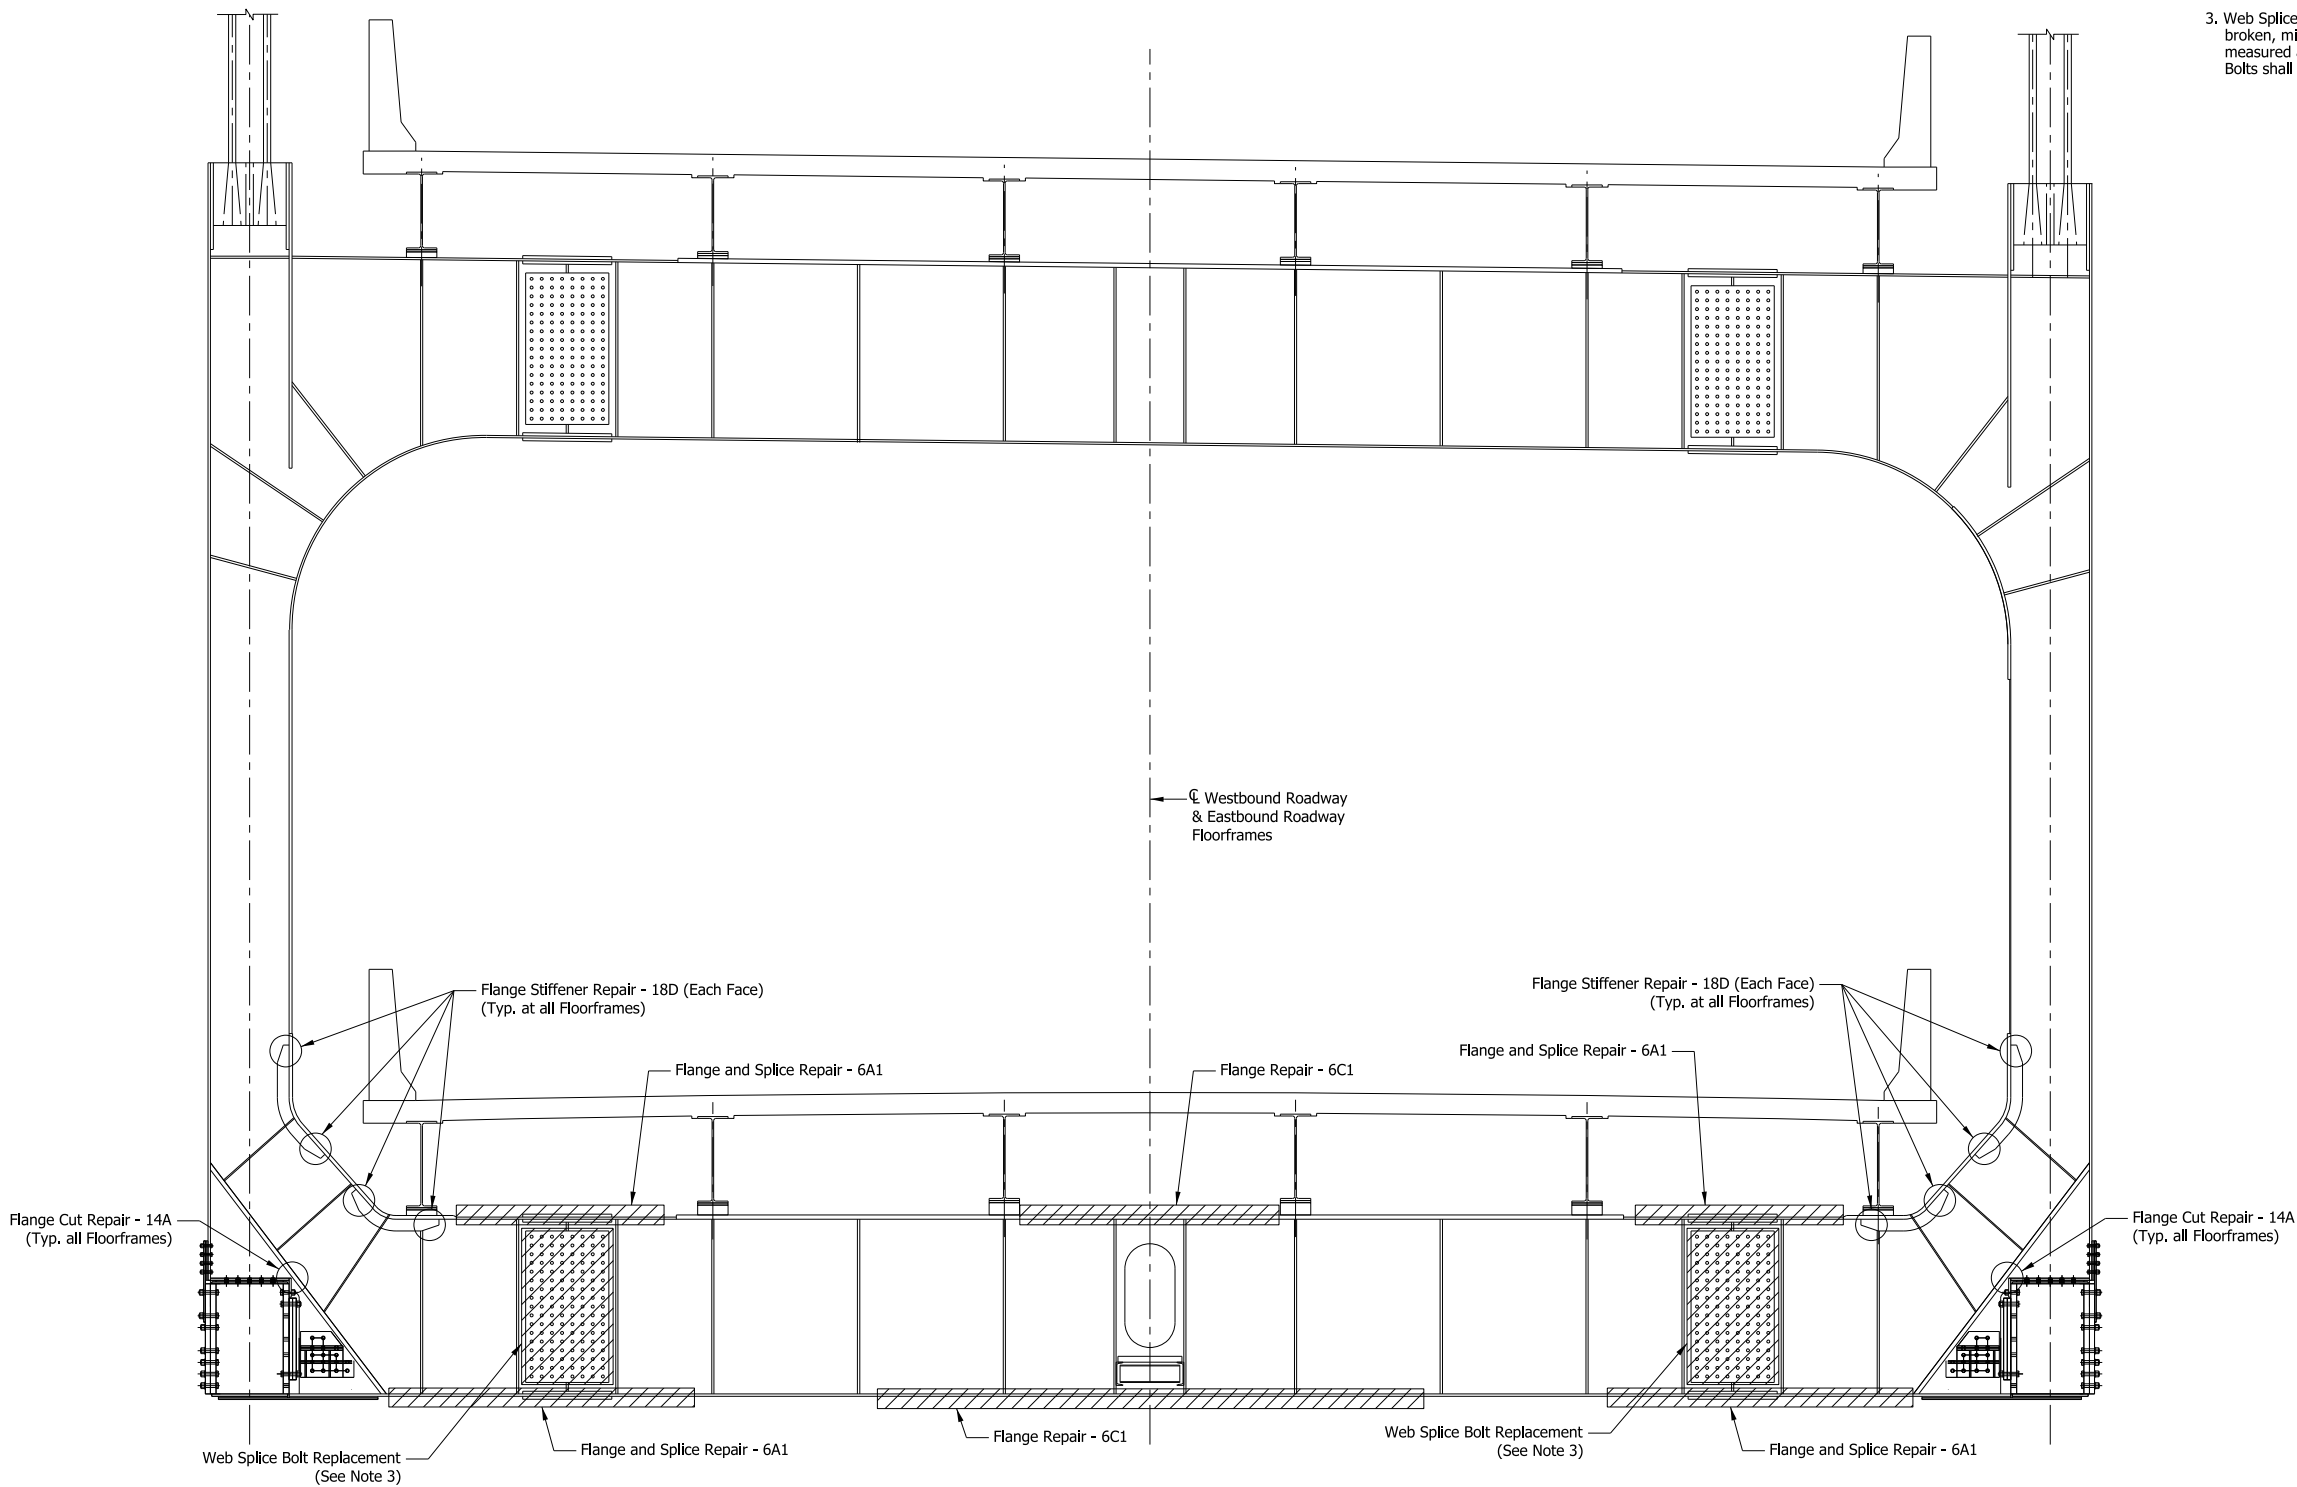 3. Web Splice
broken,
measured
Bolts shall
℄ Westbound Roadway
& Eastbound Roadway
Floorframes
Flange Stiffener Repair - 18D (Each Face)
(Typ. at all Floorframes)
Flange Stiffener Repair - 18D (Each Face)
(Typ. at all Floorframes)
Flange and Splice Repair - 6A1
Flange Repair - 6C1
Flange and Splice Repair - 6A1
Flange Cut Repair - 14A
(Typ. all Floorframes)
Flange Cut Repair - 14A
(Typ. all Floorframes)
Web Splice Bolt Replacement
(See Note 3)
Flange and Splice Repair - 6A1
Flange Repair - 6C1
Web Splice Bolt Replacement
(See Note 3)
Flange and Splice Repair - 6A1